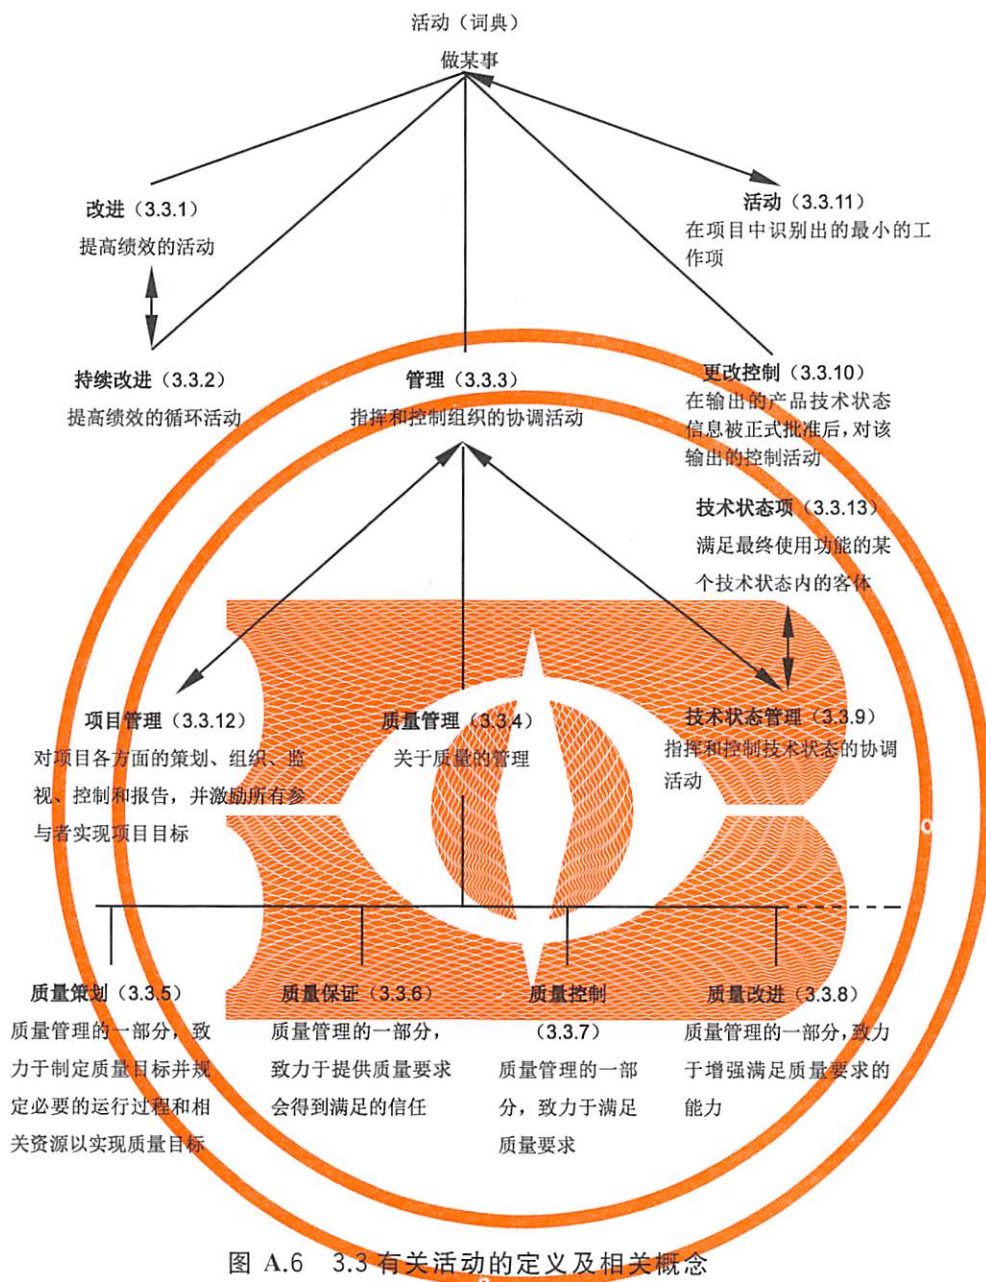 活动（词典）
做某事
改进（3.3.1）
提高绩效的活动
活动（3.3.11）
在项目中识别出的最小的工
作项
持续改进（3.3.2）
提高绩效的循环活动
管理（3.3.3）
指挥和控制组织的协调活动
更改控制（3.3.10）
在输出的产品技术状态
信息被正式批准后，对该
输出的控制活动
技术状态项（3.3.13）
满足最终使用功能的某
个技术状态内的客体
项目管理（3.3.12）
对项目各方面的策划、组织、监
视、控制和报告，并激励所有参
与者实现项目目标
质量管理（3.3.4）
关于质量的管理
技术状态管理（3.3.9）
指挥和控制技术状态的协调
活动
质量策划（3.3.5）
质量管理的一部分，致
力于制定质量目标并规
定必要的运行过程和相
关资源以实现质量目标
质量保证（3.3.6）
质量管理的一部分，
致力于提供质量要求
会得到满足的信任
质量控制
（3.3.7）
质量管理的一部
分，致力于满足
质量要求
质量改进（3.3.8）
质量管理的一部分，致力
于增强满足质量要求的
能力
图 A.6 3.3 有关活动的定义及相关概念